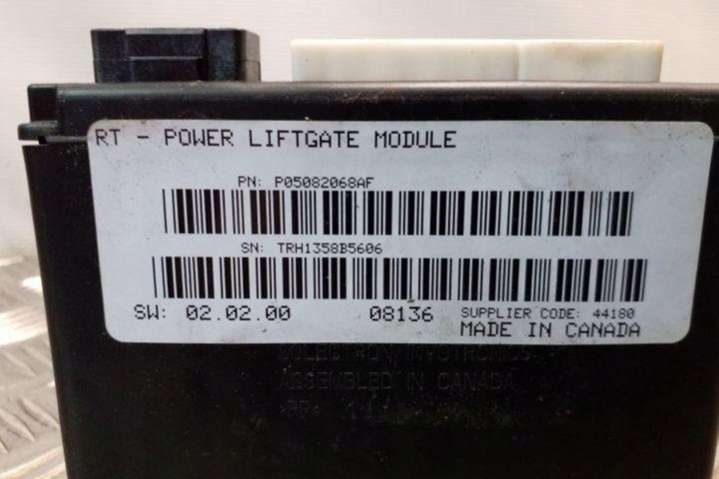 RT - POWER LIFTGATE MODULE
PN: P05082068AF
SN: TRH1358B5606
SW: 02.02.00 08136 SUPPLIER CODE: 44180
MADE IN CANADA
ASSEMBLED IN CANADA